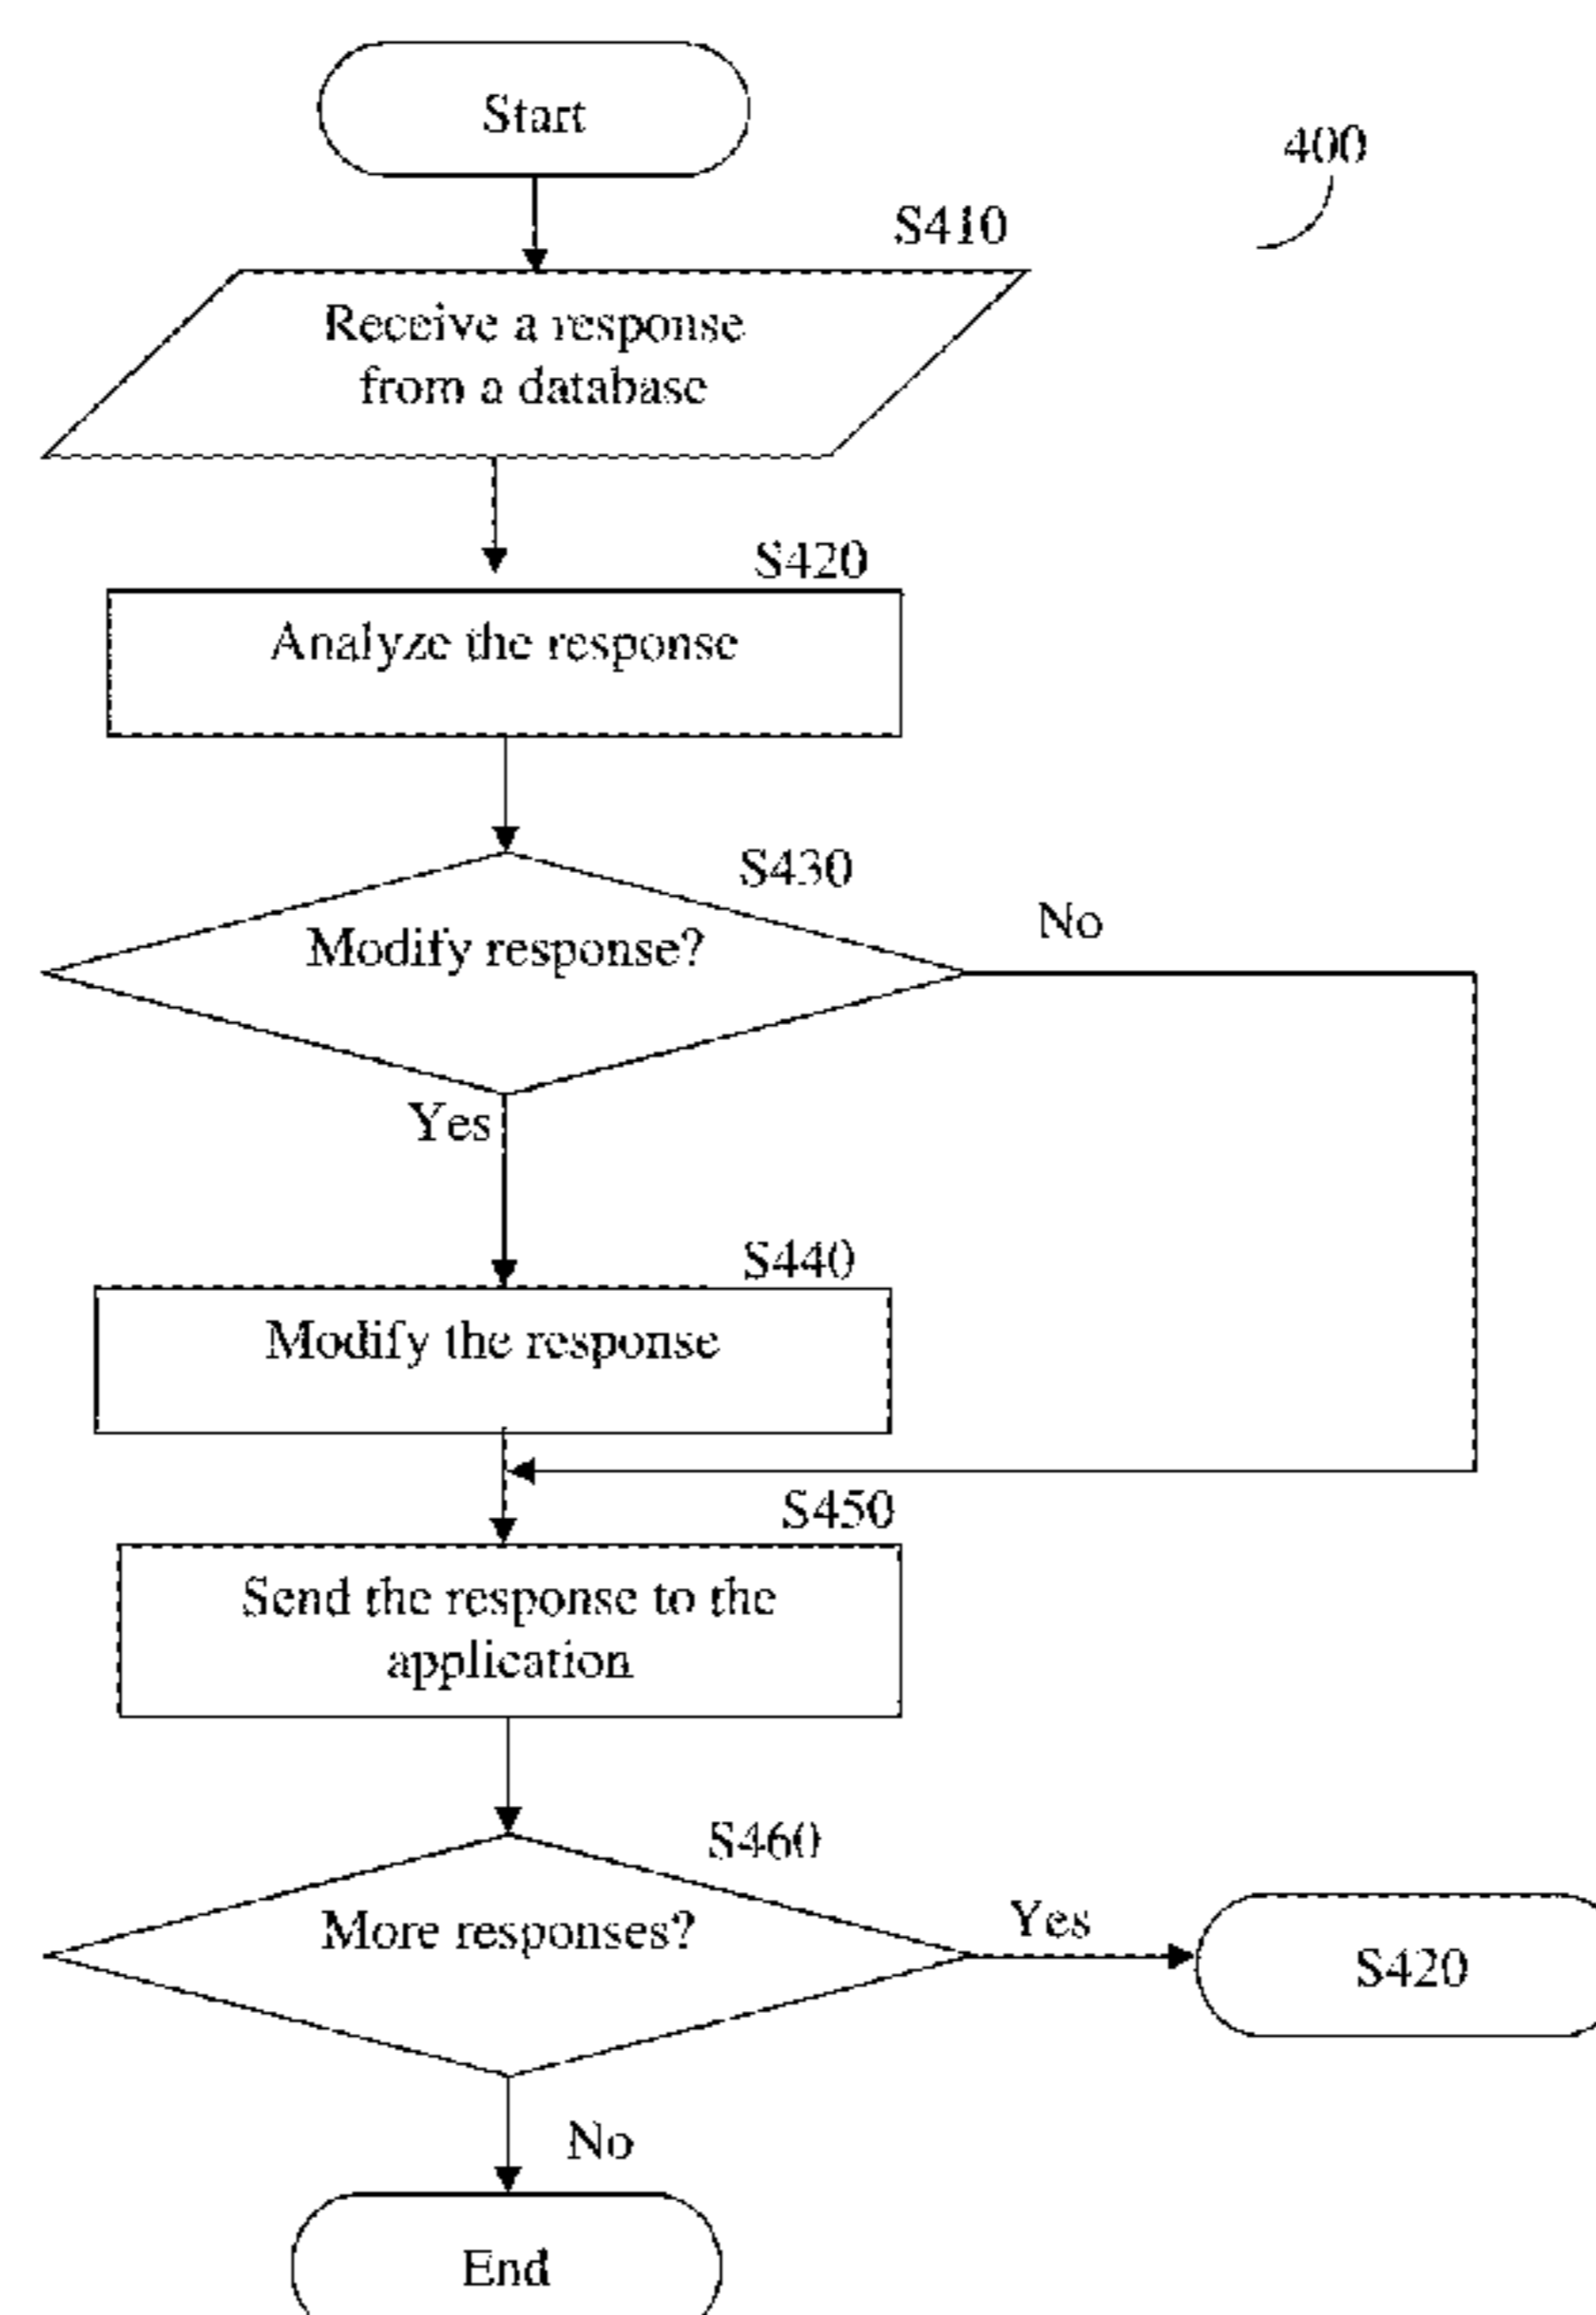 Start
400
S410
Receive a response
from a database
S420
Analyze the response
S430
No
Modify response?
Yes
S440
Modify the response
S450
Send the response to the
application
S460
More responses?
Yes
S420
No
End